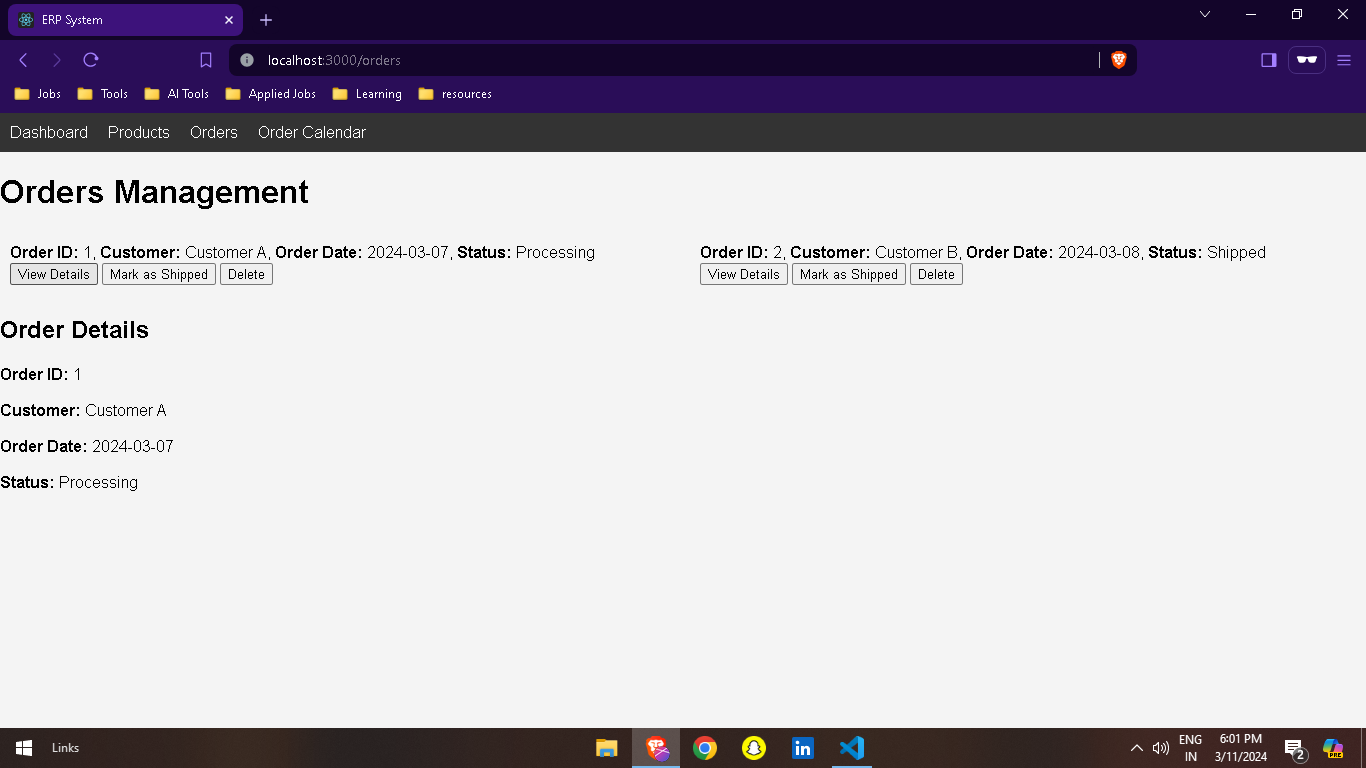 ERP System
localhost:3000/orders
Jobs Tools AI Tools Applied Jobs Learning resources
Dashboard Products Orders Order Calendar
Orders Management
Order ID: 1, Customer: Customer A, Order Date: 2024-03-07, Status: Processing
View Details Mark as Shipped Delete
Order ID: 2, Customer: Customer B, Order Date: 2024-03-08, Status: Shipped
View Details Mark as Shipped Delete
Order Details
Order ID: 1
Customer: Customer A
Order Date: 2024-03-07
Status: Processing
Links
ENG
IN
6:01 PM
3/11/2024
2
PRE